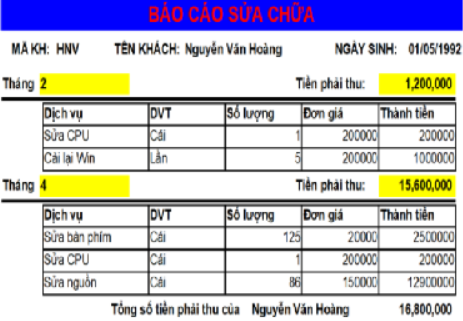 BÁO CÁO SỬA CHỮA
MÃ KH: HNV TÊN KHÁCH: Nguyễn Văn Hoàng NGÀY SINH: 01/05/1992
Tháng 2 Tiền phải thu: 1,200,000
Dịch vụ DVT Số lượng Đơn giá Thành tiền
Sửa CPU Cái 1 200000 200000
Cài lại Win Lần 5 200000 1000000
Tháng 4 Tiền phải thu: 15,600,000
Dịch vụ DVT Số lượng Đơn giá Thành tiền
Sửa bàn phím Cái 125 20000 2500000
Sửa CPU Cái 1 200000 200000
Sửa nguồn Cái 86 150000 12900000
Tổng số tiền phải thu của Nguyễn Văn Hoàng 16,800,000